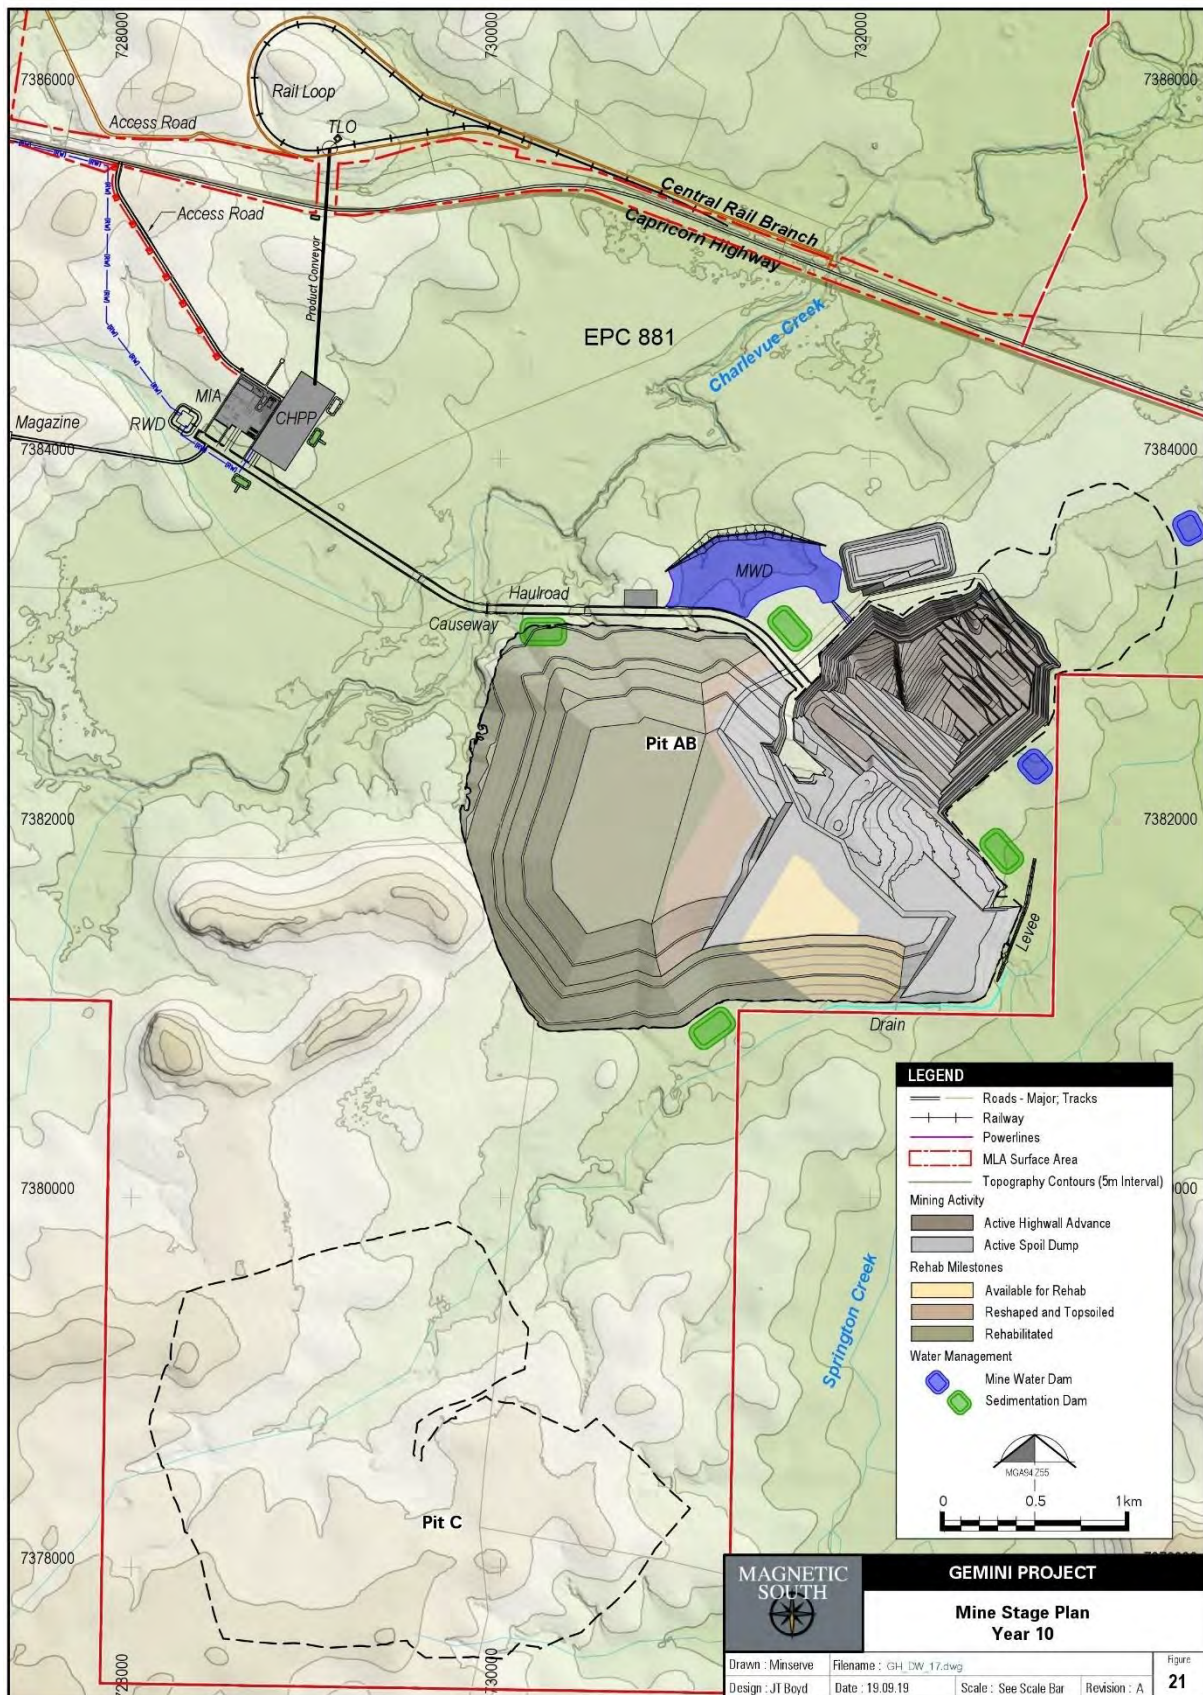 728000
730000
732000
7386000
7386000
Rail Loop
Access Road
TLO
Access Road
Central Rail Branch
Capricorn Highway
Product Conveyor
EPC 881
Charlevue Creek
MIA
CHPP
RWD
Magazine
7384000
7384000
MWD
Haulroad
Causeway
Pit AB
7382000
7382000
Levee
Drain
LEGEND
Roads - Major; Tracks
Railway
Powerlines
MLA Surface Area
Topography Contours (5m Interval)
Mining Activity
Active Highwall Advance
Active Spoil Dump
Rehab Milestones
Available for Rehab
Reshaped and Topsoiled
Rehabilitated
Water Management
Mine Water Dam
Sedimentation Dam
MGA94 Z55
0 0.5 1km
7380000
Springton Creek
Pit C
7378000
728000
730000
MAGNETIC SOUTH
GEMINI PROJECT
Mine Stage Plan
Year 10
Drawn : Minserve Filename : GH_DW_17.dwg Figure
Design : JT Boyd Date : 19.09.19 Scale : See Scale Bar Revision : A 21